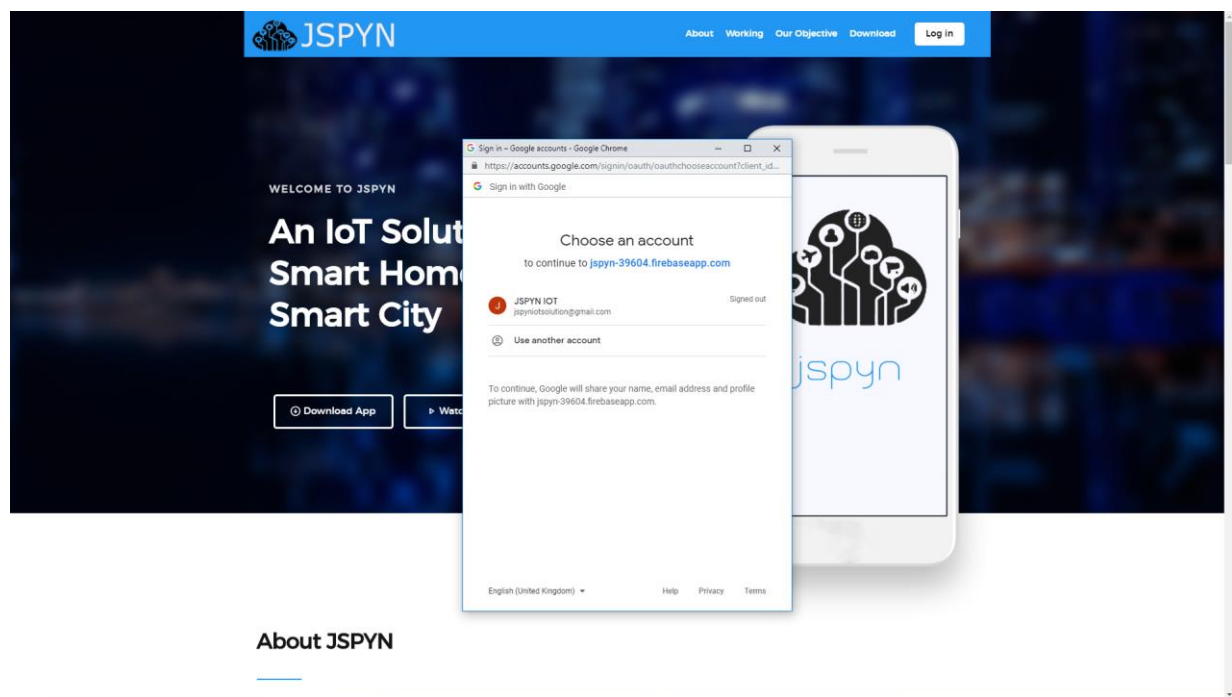 JSPYN
About Working Our Objective Download Log in
WELCOME TO JSPYN
An IoT Solut
Smart Hom
Smart City
Download App
Watc
Sign in – Google accounts - Google Chrome
https://accounts.google.com/signin/oauth/oauthchooseaccount?client_id...
Sign in with Google
Choose an account
to continue to jspyn-39604.firebaseapp.com
J
JSPYN IOT
Signed out
jspyniotsolution@gmail.com
Use another account
To continue, Google will share your name, email address and profile
picture with jspyn-39604.firebaseapp.com.
English (United Kingdom)
Help Privacy Terms
jspyn
About JSPYN